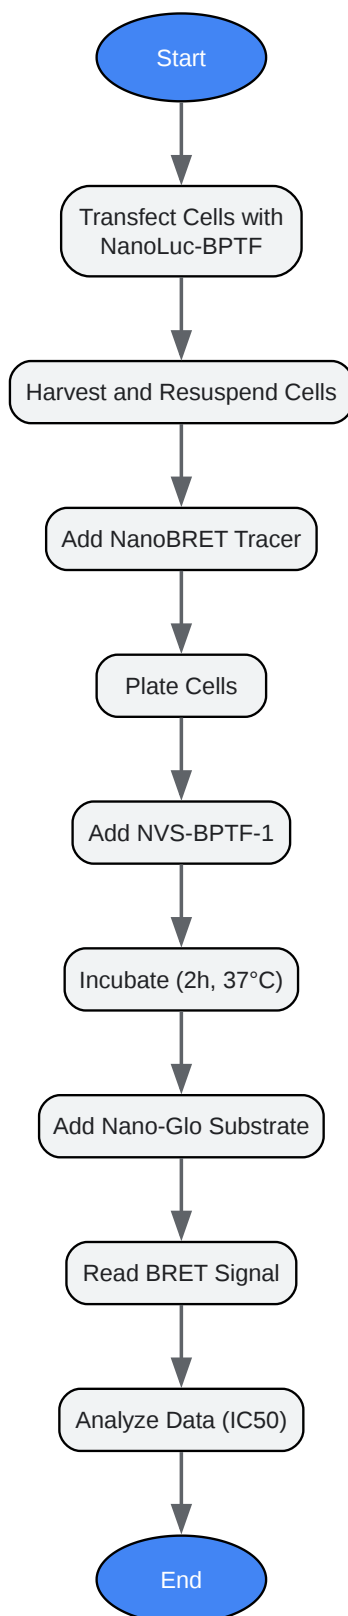 Start
Transfect Cells with
NanoLuc-BPTF
Harvest and Resuspend Cells
Add NanoBRET Tracer
Plate Cells
Add NVS-BPTF-1
Incubate (2h, 37°C)
Add Nano-Glo Substrate
Read BRET Signal
Analyze Data (IC50)
End